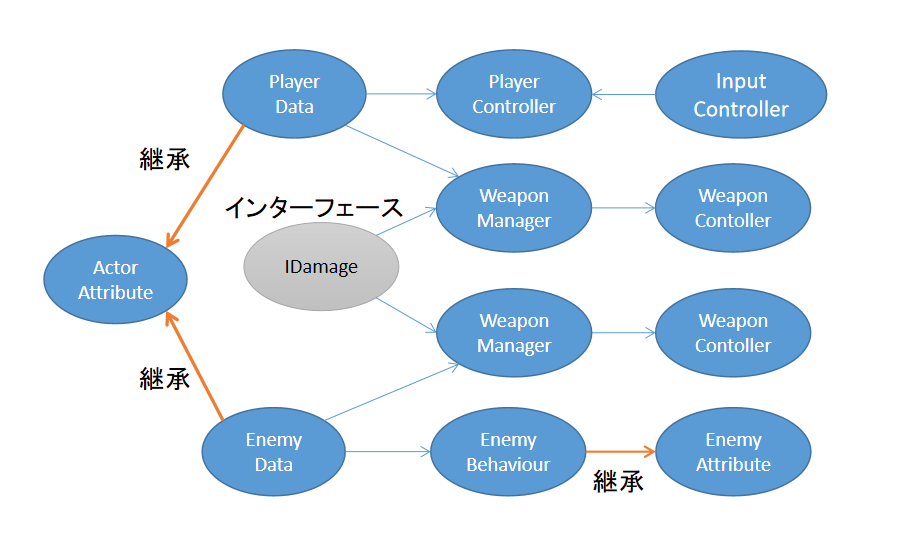 Player
Data
Player
Controller
Input
Controller
継承
Weapon
Manager
Weapon
Contoller
インターフェース
IDamage
Actor
Attribute
Weapon
Manager
Weapon
Contoller
継承
Enemy
Data
Enemy
Behaviour
継承
Enemy
Attribute